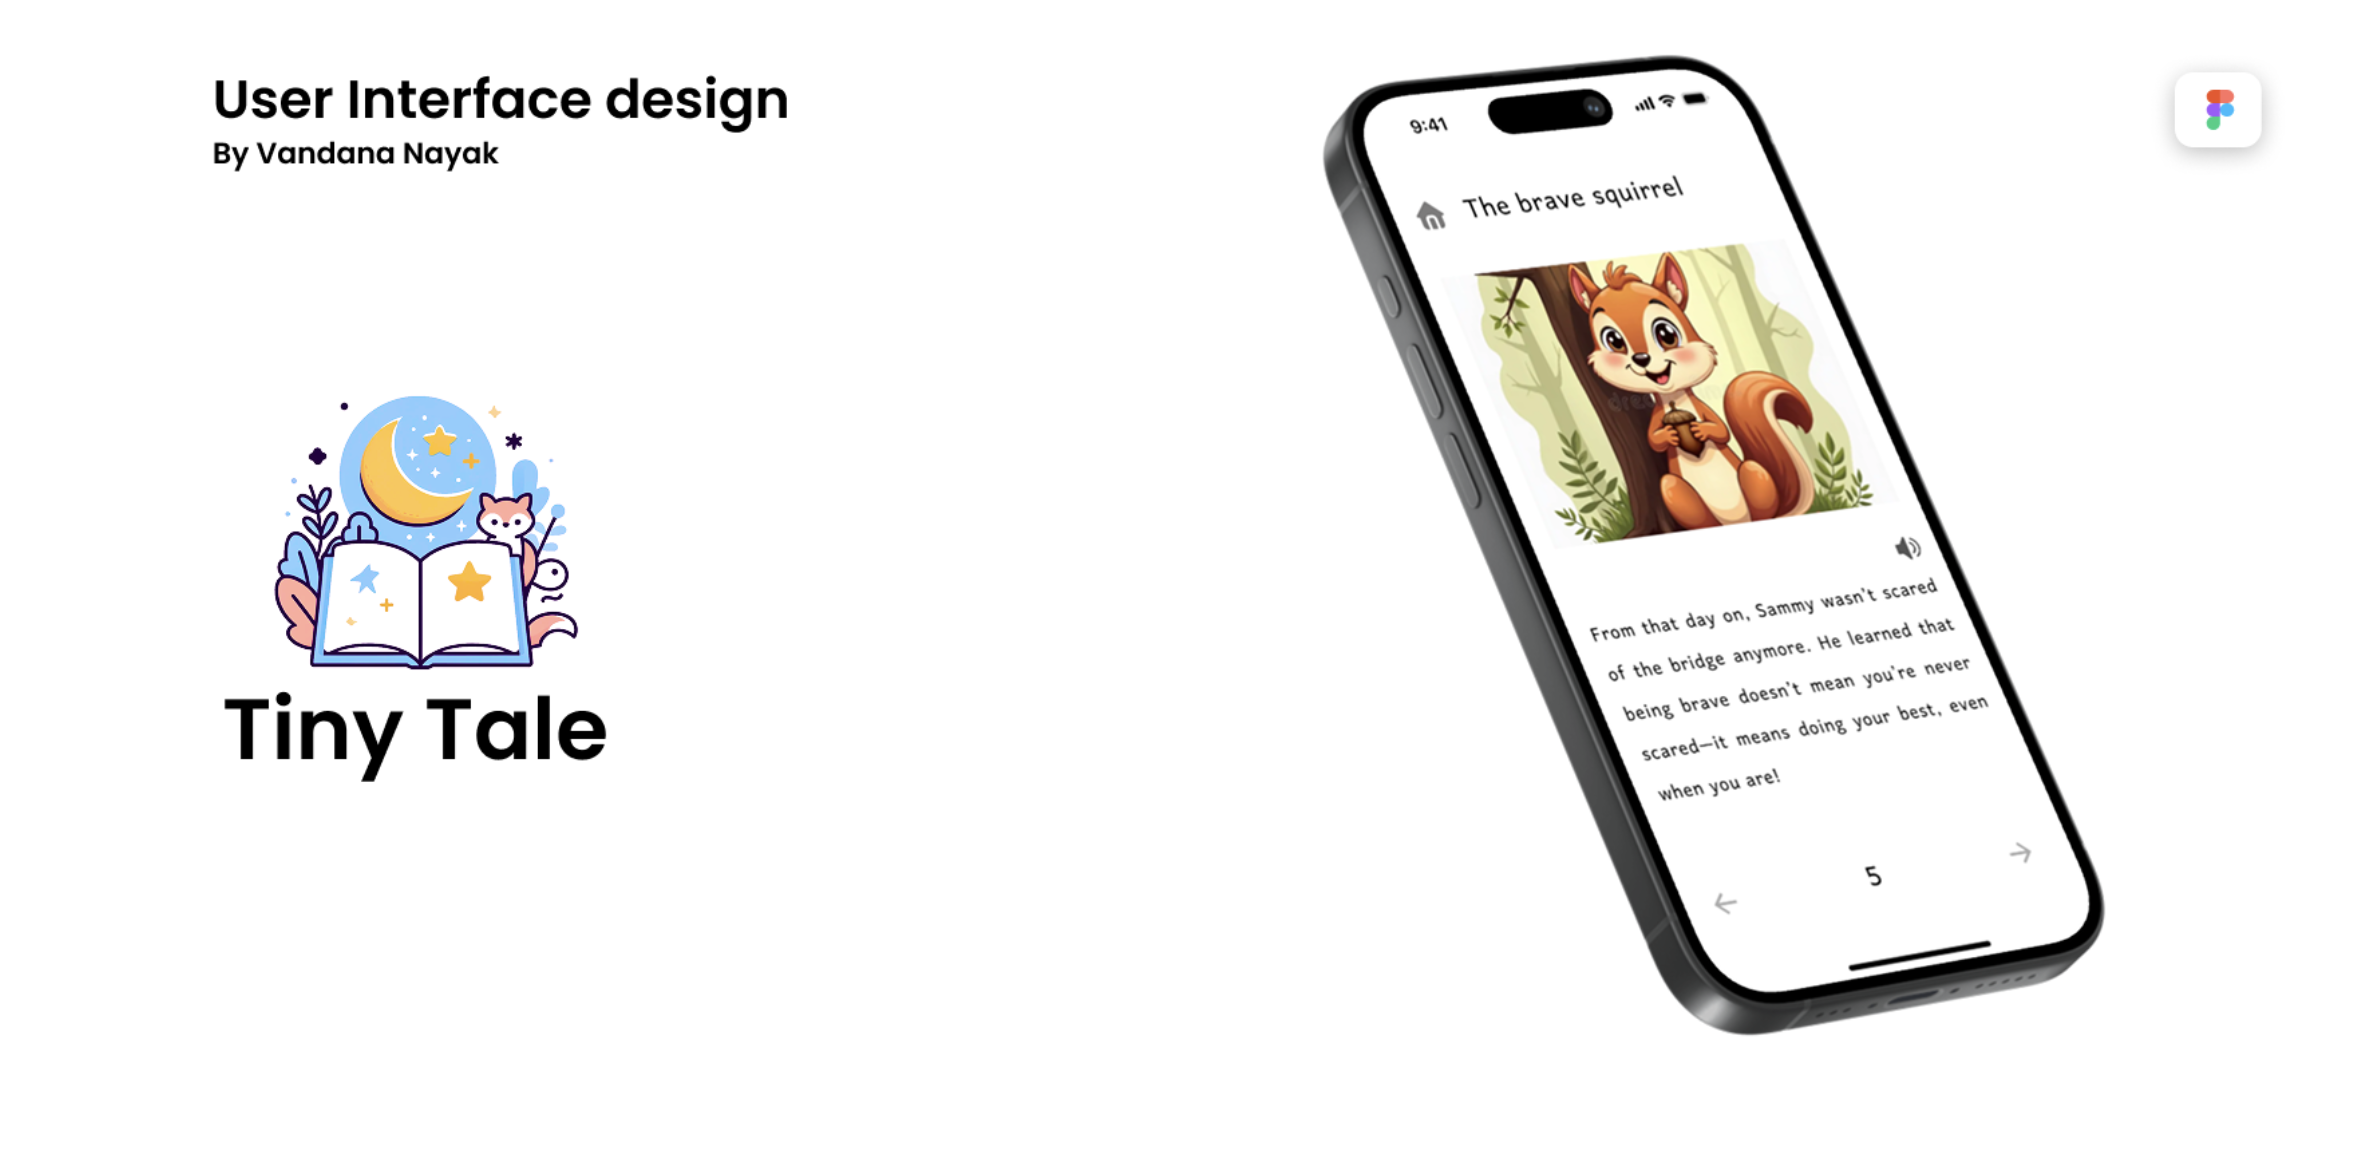 User Interface design
By Vandana Nayak
Tiny Tale
9:41
The brave squirrel
From that day on, Sammy wasn't scared
of the bridge anymore. He learned that
being brave doesn't mean you're never
scared—it means doing your best, even
when you are!
5